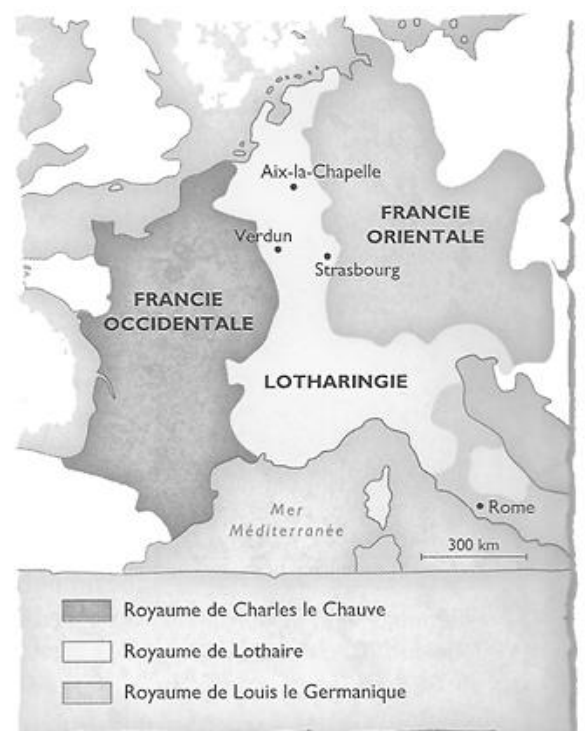 Aix-la-Chapelle
FRANCIE
ORIENTALE
Verdun
Strasbourg
FRANCIE
OCCIDENTALE
LOTHARINGIE
Rome
Mer
Méditerranée
300 km
Royaume de Charles le Chauve
Royaume de Lothaire
Royaume de Louis le Germanique